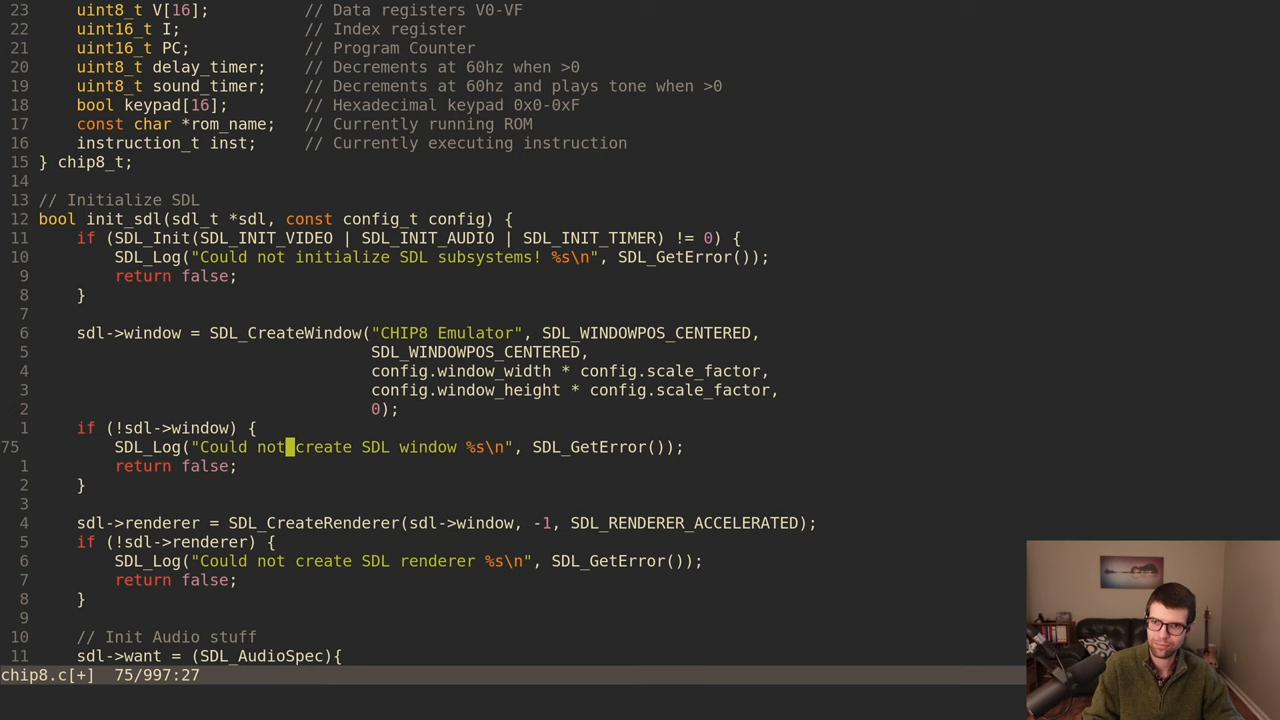 23     uint8_t V[16];          // Data registers V0-VF
22     uint16_t I;             // Index register
21     uint16_t PC;            // Program Counter
20     uint8_t delay_timer;    // Decrements at 60hz when >0
19     uint8_t sound_timer;    // Decrements at 60hz and plays tone when >0
18     bool keypad[16];        // Hexadecimal keypad 0x0-0xF
17     const char *rom_name;   // Currently running ROM
16     instruction_t inst;     // Currently executing instruction
15 } chip8_t;
14
13 // Initialize SDL
12 bool init_sdl(sdl_t *sdl, const config_t config) {
11     if (SDL_Init(SDL_INIT_VIDEO | SDL_INIT_AUDIO | SDL_INIT_TIMER) != 0) {
10         SDL_Log("Could not initialize SDL subsystems! %s\n", SDL_GetError());
9         return false;
8     }
7
6     sdl->window = SDL_CreateWindow("CHIP8 Emulator", SDL_WINDOWPOS_CENTERED,
5                                    SDL_WINDOWPOS_CENTERED,
4                                    config.window_width * config.scale_factor,
3                                    config.window_height * config.scale_factor,
2                                    0);
1     if (!sdl->window) {
75         SDL_Log("Could not create SDL window %s\n", SDL_GetError());
1         return false;
2     }
3
4     sdl->renderer = SDL_CreateRenderer(sdl->window, -1, SDL_RENDERER_ACCELERATED);
5     if (!sdl->renderer) {
6         SDL_Log("Could not create SDL renderer %s\n", SDL_GetError());
7         return false;
8     }
9
10     // Init Audio stuff
11     sdl->want = (SDL_AudioSpec){
chip8.c[+]  75/997:27